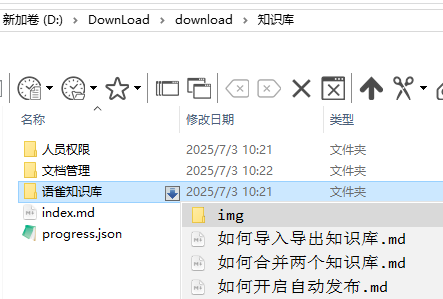 新加卷 (D:) > DownLoad > download > 知识库
名称 修改日期 类型
人员权限 2025/7/3 10:21 文件夹
文档管理 2025/7/3 10:22 文件夹
语雀知识库 2025/7/3 10:21 文件夹
index.md
progress.json
img
如何导入导出知识库.md
如何合并两个知识库.md
如何开启自动发布.md